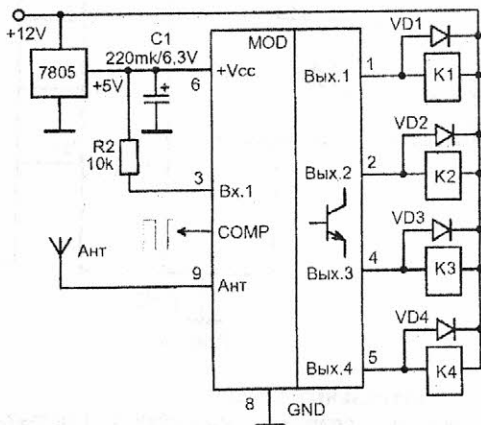 +12V
7805
+5V
C1
220mk/6,3V
R2
10k
MOD
6
+Vcc
3
Вх.1
COMP
Ант
9
Ант
8
GND
Вых.1
1
VD1
K1
Вых.2
2
VD2
K2
VD3
Вых.3
4
K3
VD4
Вых.4
5
K4